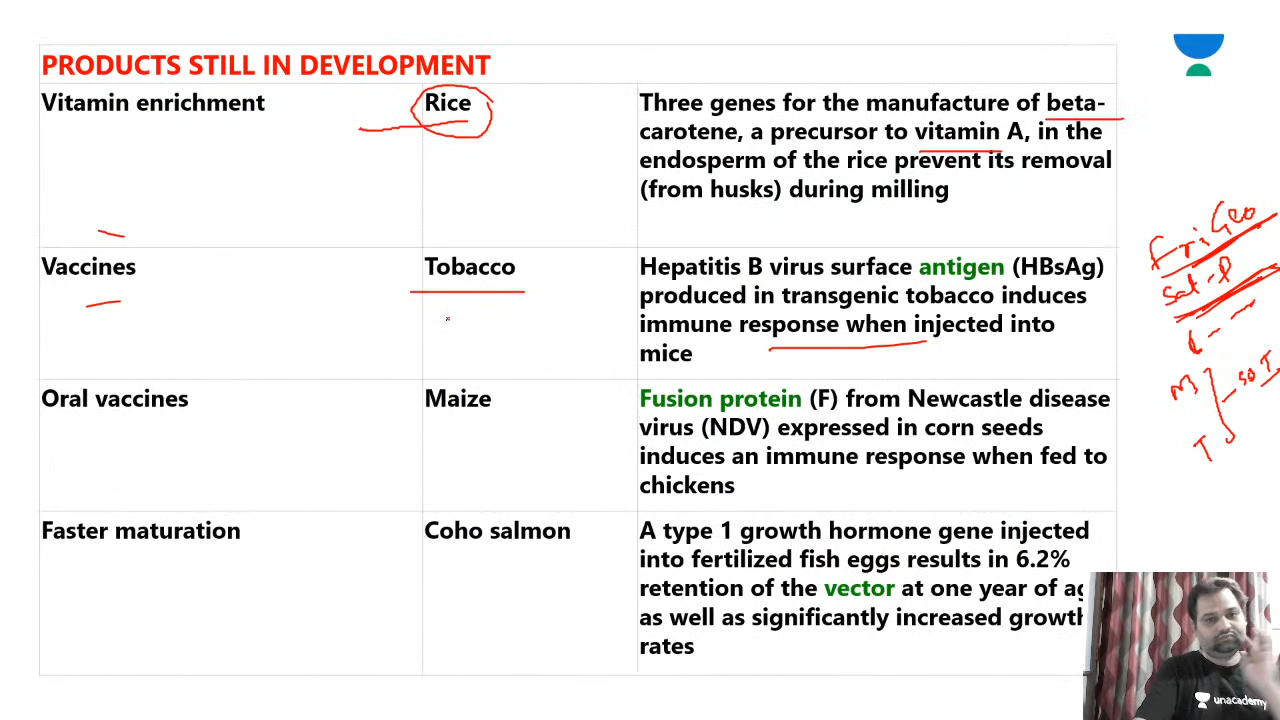 PRODUCTS STILL IN DEVELOPMENT
Vitamin enrichment
Rice
Three genes for the manufacture of beta-
carotene, a precursor to vitamin A, in the
endosperm of the rice prevent its removal
(from husks) during milling
Vaccines
Tobacco
Hepatitis B virus surface antigen (HBsAg)
produced in transgenic tobacco induces
immune response when injected into
mice
Oral vaccines
Maize
Fusion protein (F) from Newcastle disease
virus (NDV) expressed in corn seeds
induces an immune response when fed to
chickens
Faster maturation
Coho salmon
A type 1 growth hormone gene injected
into fertilized fish eggs results in 6.2%
retention of the vector at one year of ag
as well as significantly increased growth
rates
Fri Geo
Sat - P
T
unacademy